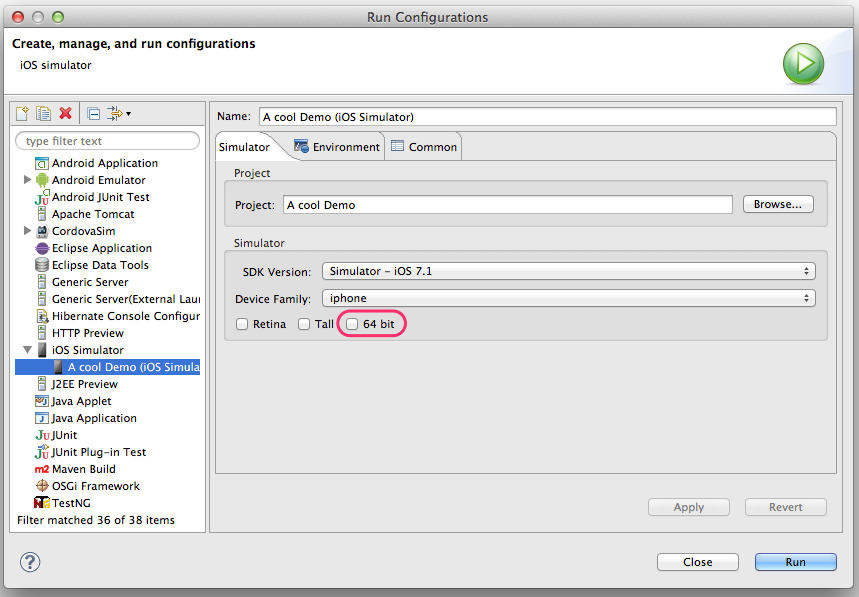 Run Configurations
Create, manage, and run configurations
iOS simulator
type filter text
Android Application
Android Emulator
Android JUnit Test
Apache Tomcat
CordovaSim
Eclipse Application
Eclipse Data Tools
Generic Server
Generic Server(External Laur
Hibernate Console Configur
HTTP Preview
iOS Simulator
A cool Demo (iOS Simula
J2EE Preview
Java Applet
Java Application
JUnit
JUnit Plug-in Test
Maven Build
OSGi Framework
TestNG
Filter matched 36 of 38 items
Name: A cool Demo (iOS Simulator)
Simulator Environment Common
Project
Project: A cool Demo Browse...
Simulator
SDK Version: Simulator - iOS 7.1
Device Family: iphone
Retina Tall 64 bit
Apply Revert
? Close Run